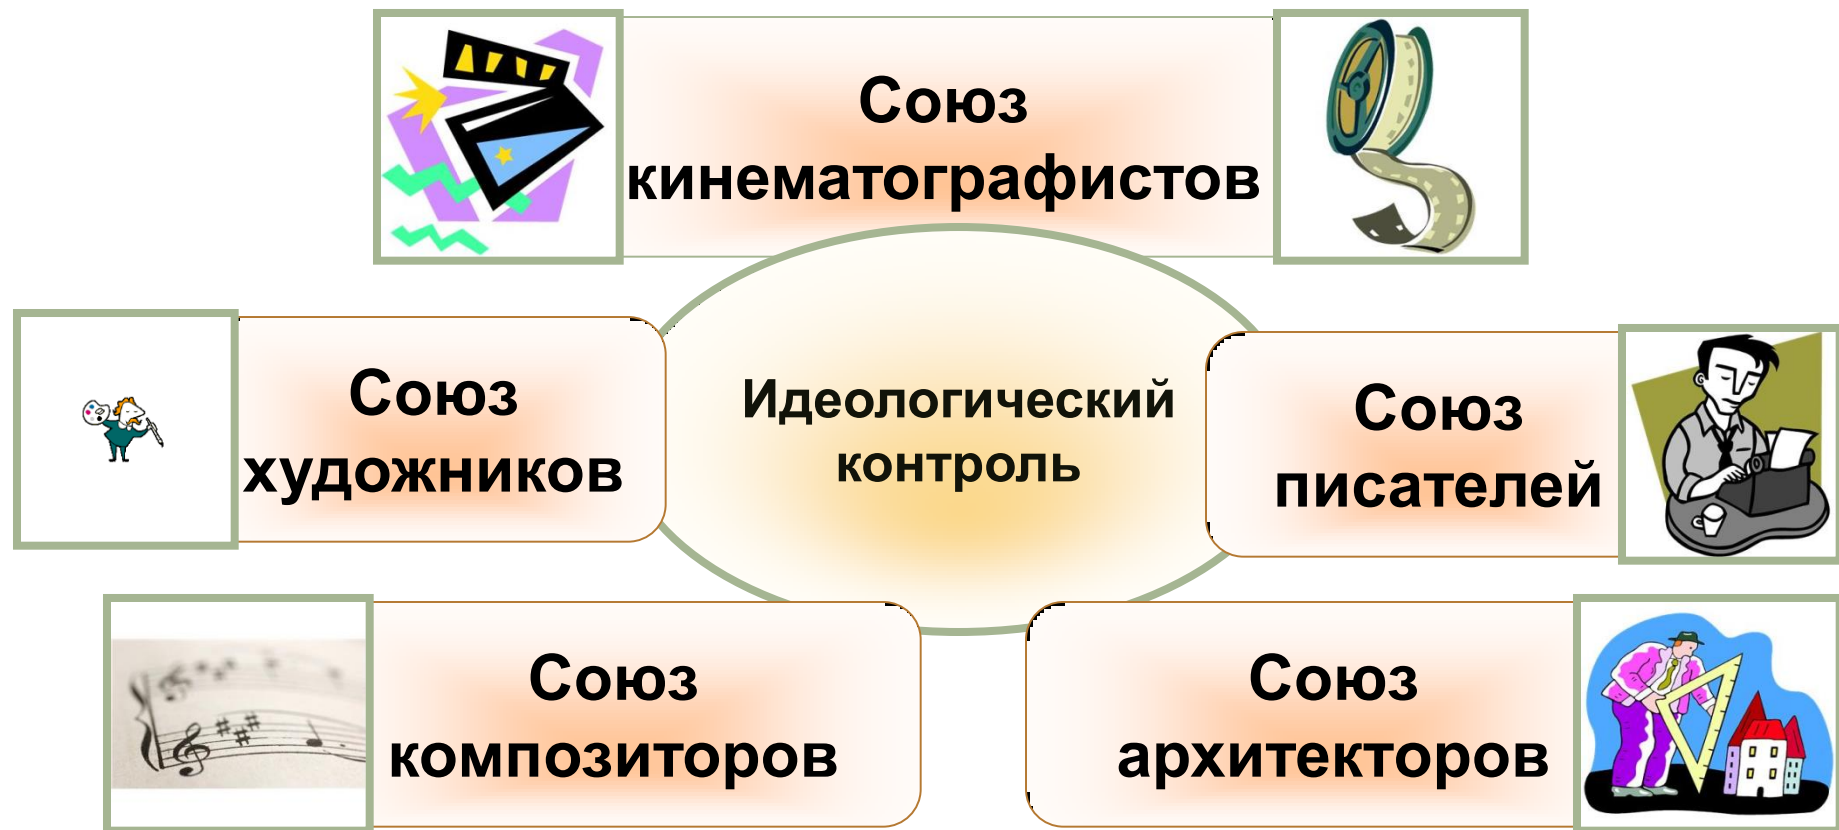 Союз
кинематографистов
Союз
художников
Идеологический
контроль
Союз
писателей
Союз
композиторов
Союз
архитекторов